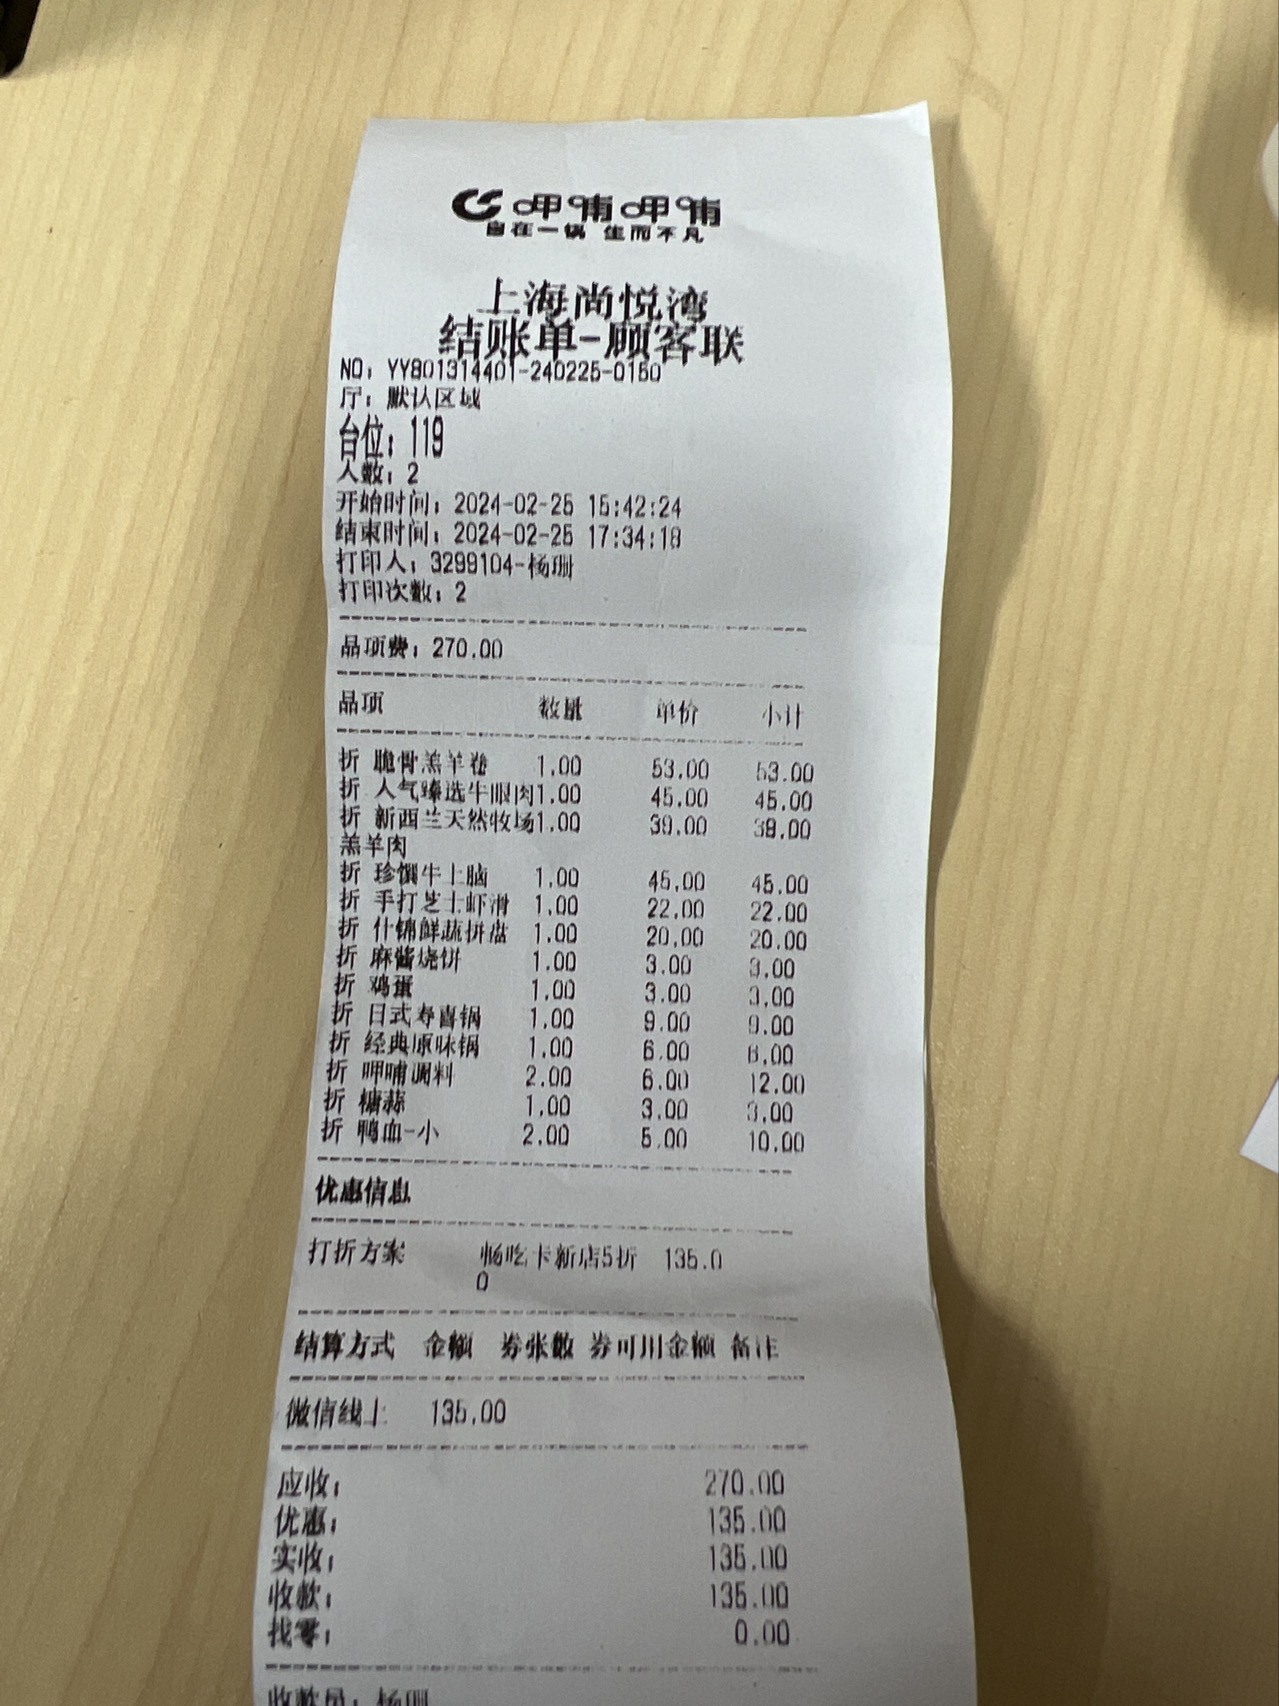 呷哺呷哺
自在一锅 生而不凡
上海尚悦湾
结账单-顾客联
NO: YY801314401-240225-0150
厅: 默认区域
台位: 119
人数: 2
开始时间: 2024-02-25 15:42:24
结束时间: 2024-02-25 17:34:18
打印人: 3299104-杨珊
打印次数: 2
品项费: 270.00
品项 数量 单价 小计
折 脆骨羔羊卷 1.00 53.00 53.00
折 人气臻选牛眼肉1.00 45.00 45.00
折 新西兰天然牧场1.00 39.00 39.00
羔羊肉
折 珍馔牛上脑 1.00 45.00 45.00
折 手打芝士虾滑 1.00 22.00 22.00
折 什锦鲜蔬拼盘 1.00 20.00 20.00
折 麻酱烧饼 1.00 3.00 3.00
折 鸡蛋 1.00 3.00 3.00
折 日式寿喜锅 1.00 9.00 9.00
折 经典原味锅 1.00 6.00 6.00
折 呷哺调料 2.00 6.00 12.00
折 糖蒜 1.00 3.00 3.00
折 鸭血-小 2.00 5.00 10.00
优惠信息
打折方案 畅吃卡新店5折 135.0
0
结算方式 金额 券张数 券可用金额 备注
微信线上 135.00
应收: 270.00
优惠: 135.00
实收: 135.00
收款: 135.00
找零: 0.00
收款员: 杨珊